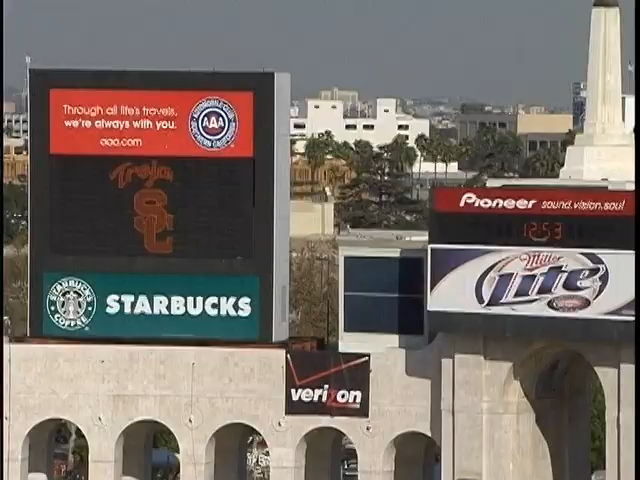 Through all life's travels,
we're always with you.
aaa.com
AAA
Trojan
SC
STARBUCKS
COFFEE
STARBUCKS
verizon
Pioneer sound.vision.soul
12:53
Miller
Lite